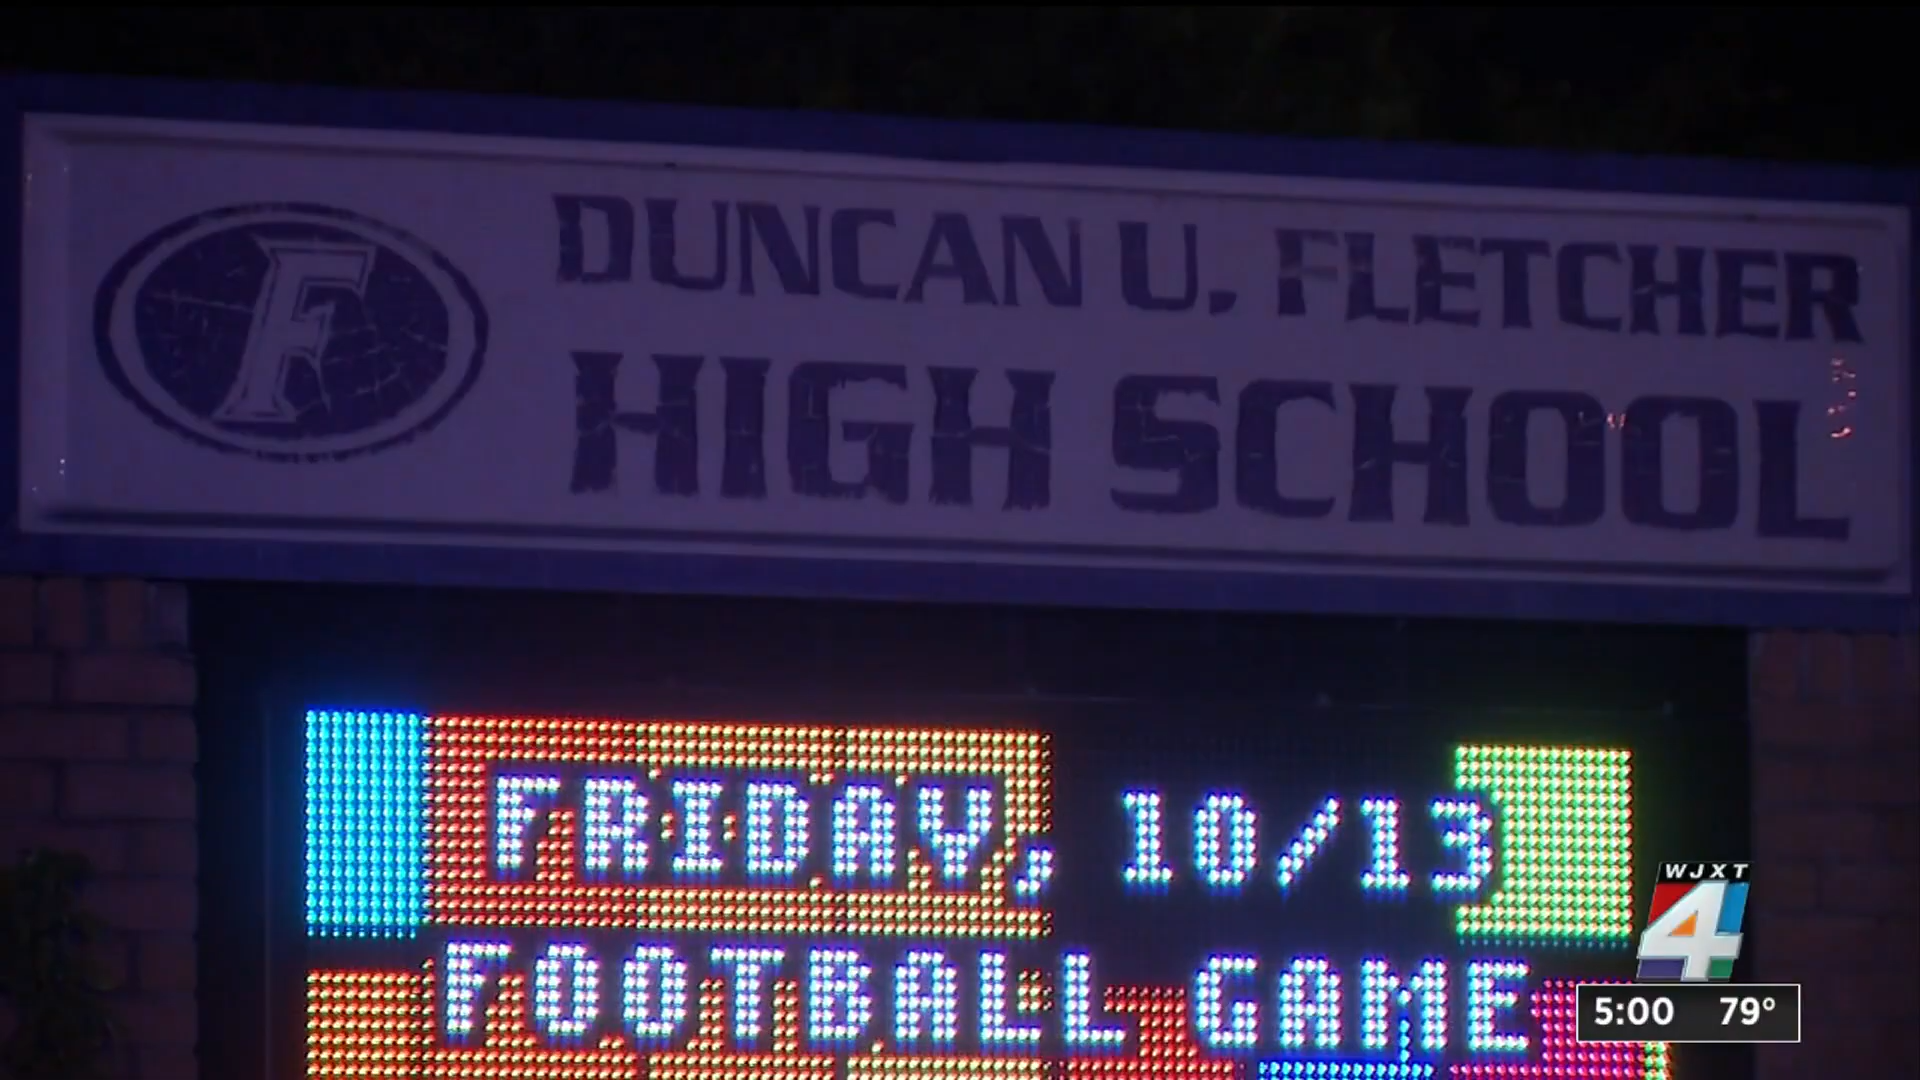 F
DUNCAN U. FLETCHER
HIGH SCHOOL
FRIDAY, 10/13
FOOTBALL GAME
WJXT
4
5:00 79°